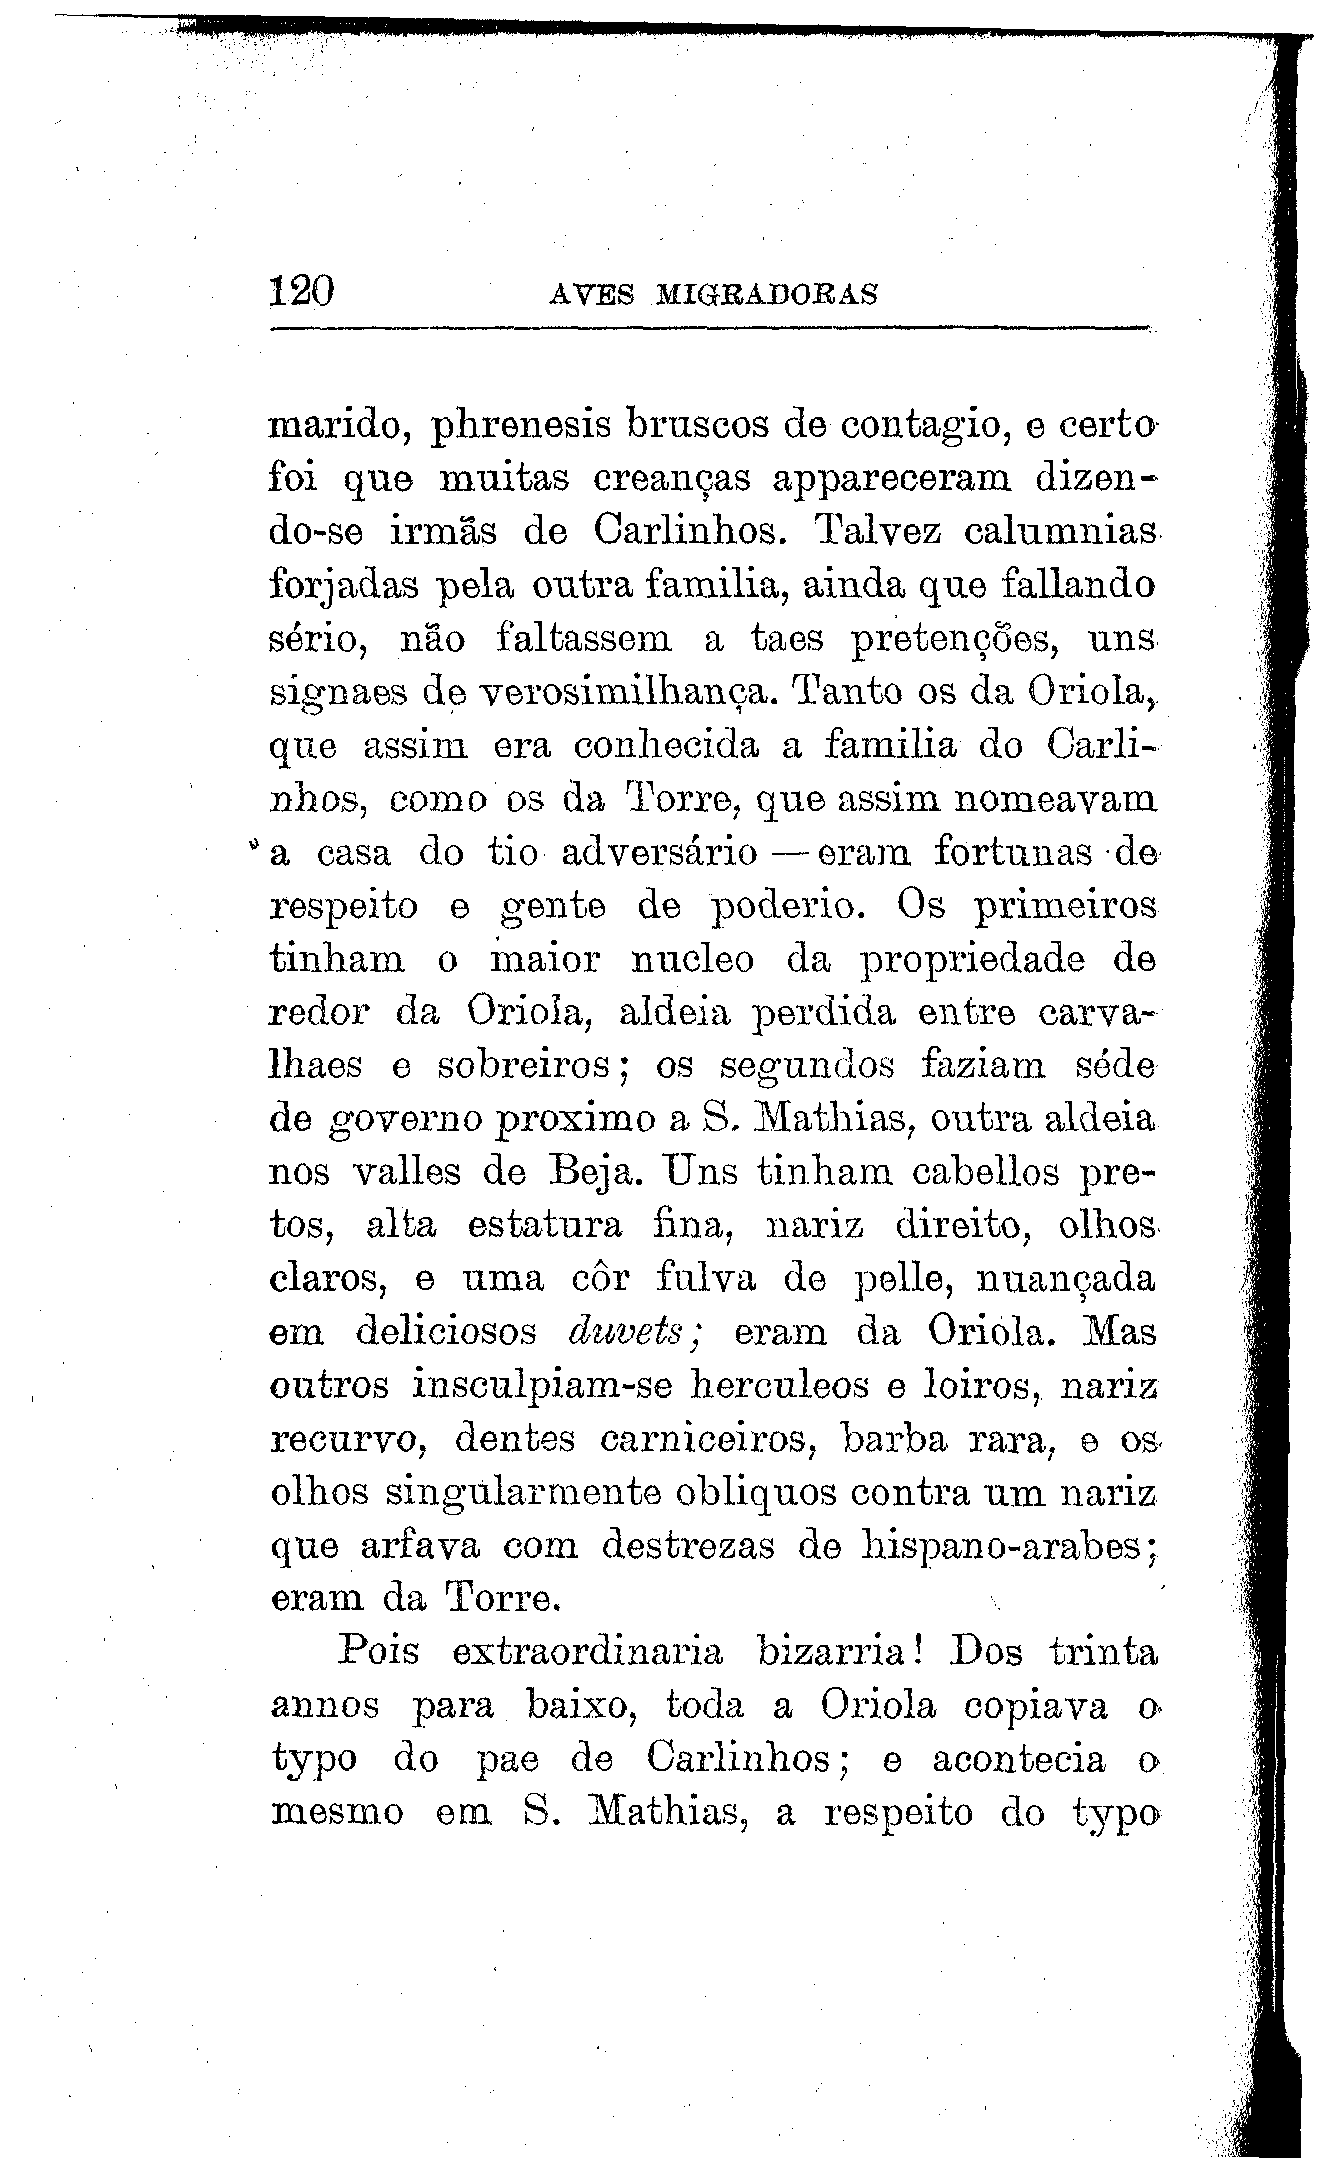 120 AVES MIGRADORAS
marido, phrenesis bruscos de contagio, e certo
foi que muitas creanças appareceram dizen-
do-se irmãs de Carlinhos. Talvez calumnias
forjadas pela outra familia, ainda que fallando
sério, não faltassem a taes pretenções, uns
signaes de verosimilhança. Tanto os da Oriola,
que assim era conhecida a familia do Carli-
nhos, como os da Torre, que assim nomeavam
a casa do tio adversário — eram fortunas de
respeito e gente de poderio. Os primeiros
tinham o maior nucleo da propriedade de
redor da Oriola, aldeia perdida entre carva-
lhaes e sobreiros; os segundos faziam séde
de governo proximo a S. Mathias, outra aldeia
nos valles de Beja. Uns tinham cabellos pre-
tos, alta estatura fina, nariz direito, olhos
claros, e uma côr fulva de pelle, nuançada
em deliciosos duvets; eram da Oriola. Mas
outros insculpiam-se herculeos e loiros, nariz
recurvo, dentes carniceiros, barba rara, e os
olhos singularmente obliquos contra um nariz
que arfava com destrezas de hispano-arabes;
eram da Torre.
Pois extraordinaria bizarria! Dos trinta
annos para baixo, toda a Oriola copiava o
typo do pae de Carlinhos; e acontecia o
mesmo em S. Mathias, a respeito do typo